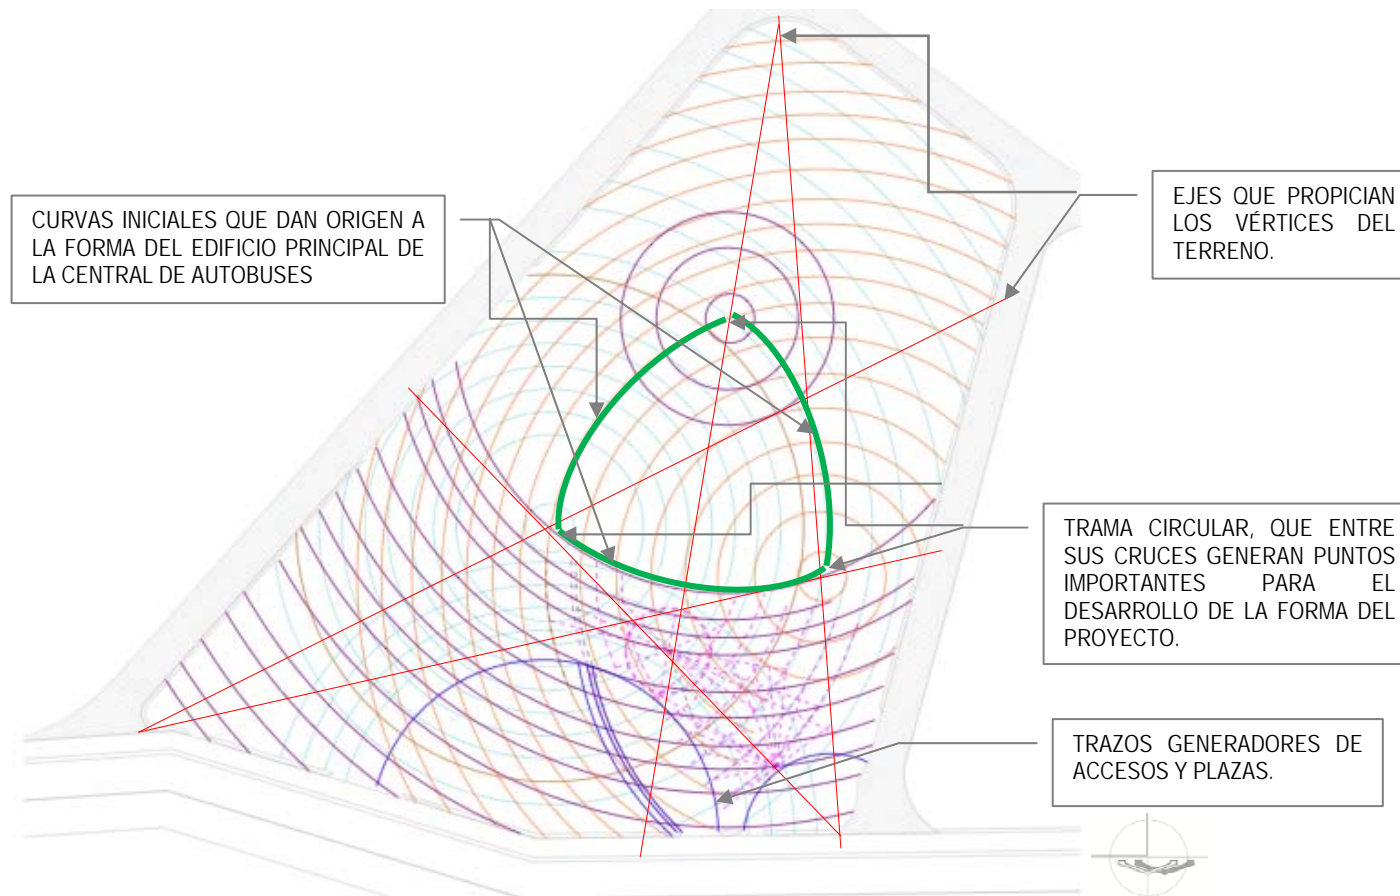 CURVAS INICIALES QUE DAN ORIGEN A
LA FORMA DEL EDIFICIO PRINCIPAL DE
LA CENTRAL DE AUTOBUSES
EJES QUE PROPICIAN
LOS VÉRTICES DEL
TERRENO.
TRAMA CIRCULAR, QUE ENTRE
SUS CRUCES GENERAN PUNTOS
IMPORTANTES PARA EL
DESARROLLO DE LA FORMA DEL
PROYECTO.
TRAZOS GENERADORES DE
ACCESOS Y PLAZAS.